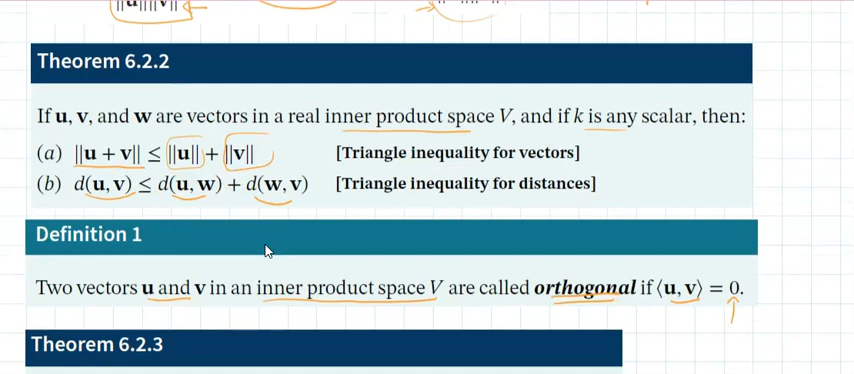 Theorem 6.2.2
If u, v, and w are vectors in a real inner product space V, and if k is any scalar, then:
(a) ||u + v|| ≤ ||u|| + ||v|| [Triangle inequality for vectors]
(b) d(u, v) ≤ d(u, w) + d(w, v) [Triangle inequality for distances]
Definition 1
Two vectors u and v in an inner product space V are called orthogonal if ⟨u, v⟩ = 0.
Theorem 6.2.3